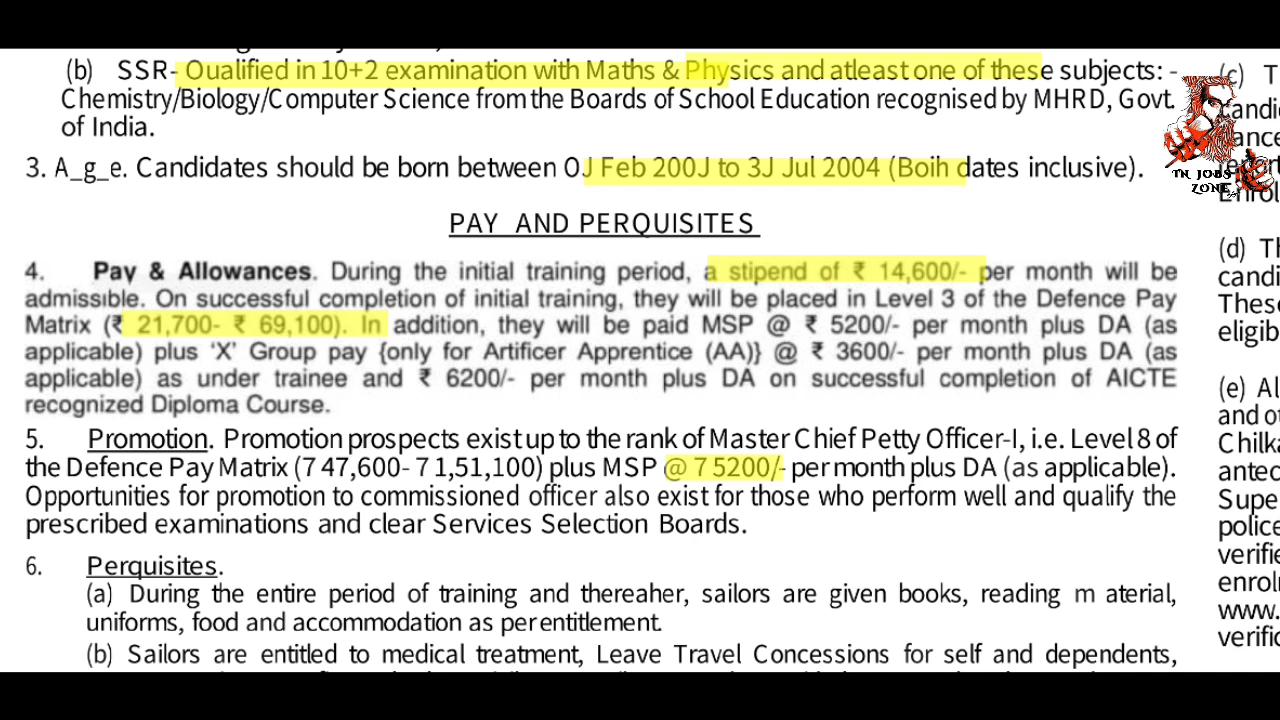 (b) SSR- Oualified in 10+2 examination with Maths & Physics and atleast one of these subjects: -
Chemistry/Biology/Computer Science from the Boards of School Education recognised by MHRD, Govt.
of India.
3. A_g_e. Candidates should be born between OJ Feb 200J to 3J Jul 2004 (Boih dates inclusive).
PAY AND PERQUISITES
4. Pay & Allowances. During the initial training period, a stipend of ₹ 14,600/- per month will be
admissible. On successful completion of initial training, they will be placed in Level 3 of the Defence Pay
Matrix (₹ 21,700- ₹ 69,100). In addition, they will be paid MSP @ ₹ 5200/- per month plus DA (as
applicable) plus 'X' Group pay {only for Artificer Apprentice (AA)} @ ₹ 3600/- per month plus DA (as
applicable) as under trainee and ₹ 6200/- per month plus DA on successful completion of AICTE
recognized Diploma Course.
5. Promotion. Promotion prospects exist up to the rank of Master Chief Petty Officer-I, i.e. Level 8 of
the Defence Pay Matrix (7 47,600- 7 1,51,100) plus MSP @ 7 5200/- per month plus DA (as applicable).
Opportunities for promotion to commissioned officer also exist for those who perform well and qualify the
prescribed examinations and clear Services Selection Boards.
6. Perquisites.
(a) During the entire period of training and thereaher, sailors are given books, reading m aterial,
uniforms, food and accommodation as per entitlement.
(b) Sailors are entitled to medical treatment, Leave Travel Concessions for self and dependents,
(c) T
candi
ance
Enrol
(d) Th
candi
These
eligib
(e) Al
and of
Chilka
antec
Supe
police
verifie
enrol
www.
verific
TN JOBS
ZONE